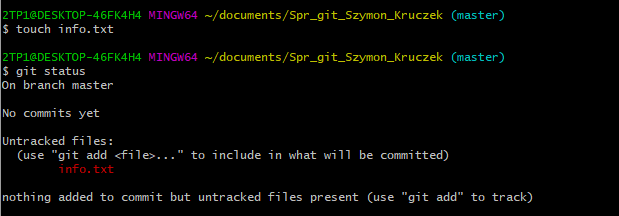 2TP1@DESKTOP-46FK4H4 MINGW64 ~/documents/Spr_git_Szymon_Kruczek (master)
$ touch info.txt
2TP1@DESKTOP-46FK4H4 MINGW64 ~/documents/Spr_git_Szymon_Kruczek (master)
$ git status
On branch master
No commits yet
Untracked files:
(use "git add <file>..." to include in what will be committed)
info.txt
nothing added to commit but untracked files present (use "git add" to track)